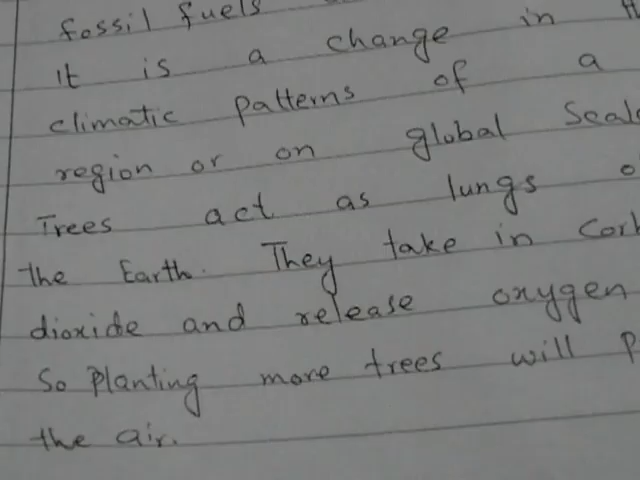 fossil fuels
It is a change in
climatic patterns of a
region or on global
Trees act as lungs
the Earth. They take in
dioxide and release oxygen
So Planting more trees will
the air.